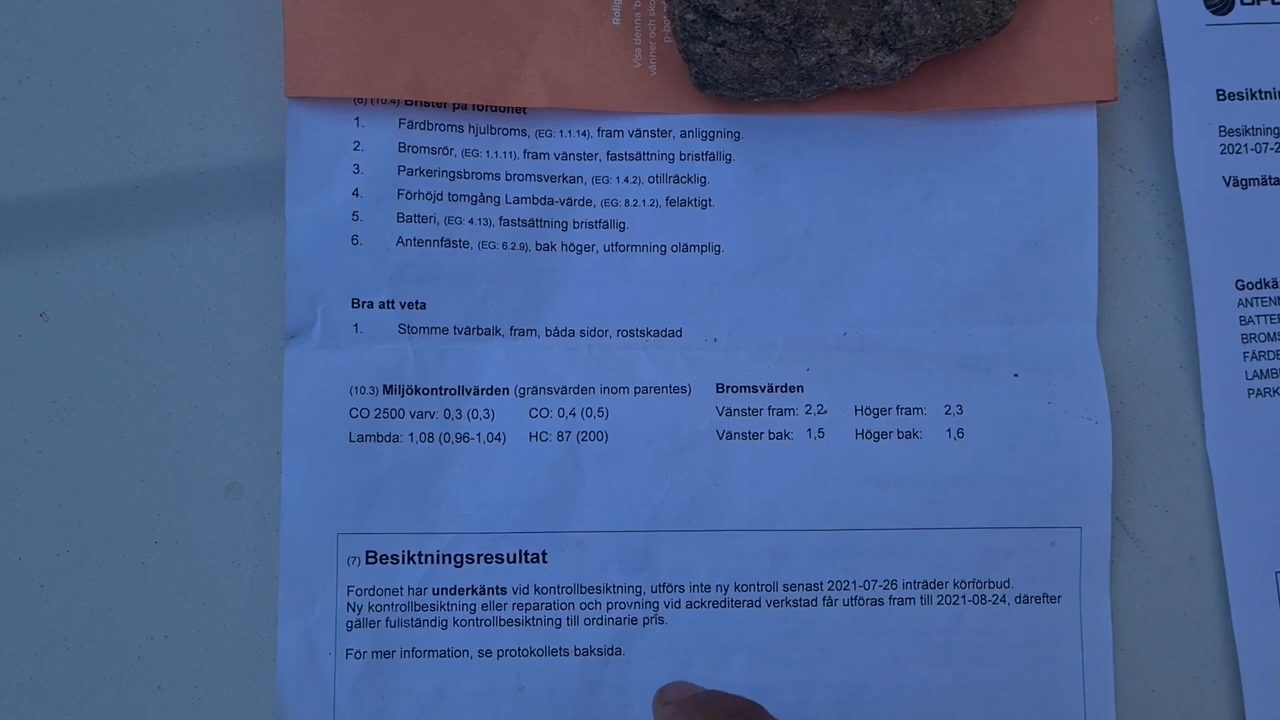 Visa denna
vänner och
(6) (10.4) Brister på fordonet
1. Färdbroms hjulbroms, (EG: 1.1.14), fram vänster, anliggning.
2. Bromsrör, (EG: 1.1.11), fram vänster, fastsättning bristfällig.
3. Parkeringsbroms bromsverkan, (EG: 1.4.2), otillräcklig.
4. Förhöjd tomgång Lambda-värde, (EG: 8.2.1.2), felaktigt.
5. Batteri, (EG: 4.13), fastsättning bristfällig.
6. Antennfäste, (EG: 6.2.9), bak höger, utformning olämplig.
Bra att veta
1. Stomme tvärbalk, fram, båda sidor, rostskadad
(10.3) Miljökontrollvärden (gränsvärden inom parentes)
CO 2500 varv: 0,3 (0,3) CO: 0,4 (0,5)
Lambda: 1,08 (0,96-1,04) HC: 87 (200)
Bromsvärden
Vänster fram: 2,2 Höger fram: 2,3
Vänster bak: 1,5 Höger bak: 1,6
(7) Besiktningsresultat
Fordonet har underkänts vid kontrollbesiktning, utförs inte ny kontroll senast 2021-07-26 inträder körförbud.
Ny kontrollbesiktning eller reparation och provning vid ackrediterad verkstad får utföras fram till 2021-08-24, därefter
gäller fullständig kontrollbesiktning till ordinarie pris.
För mer information, se protokollets baksida.
Besiktnin
Besiktning
2021-07-2
Vägmäta
Godkä
ANTENN
BATTE
BROMS
FÄRDB
LAMB
PARK